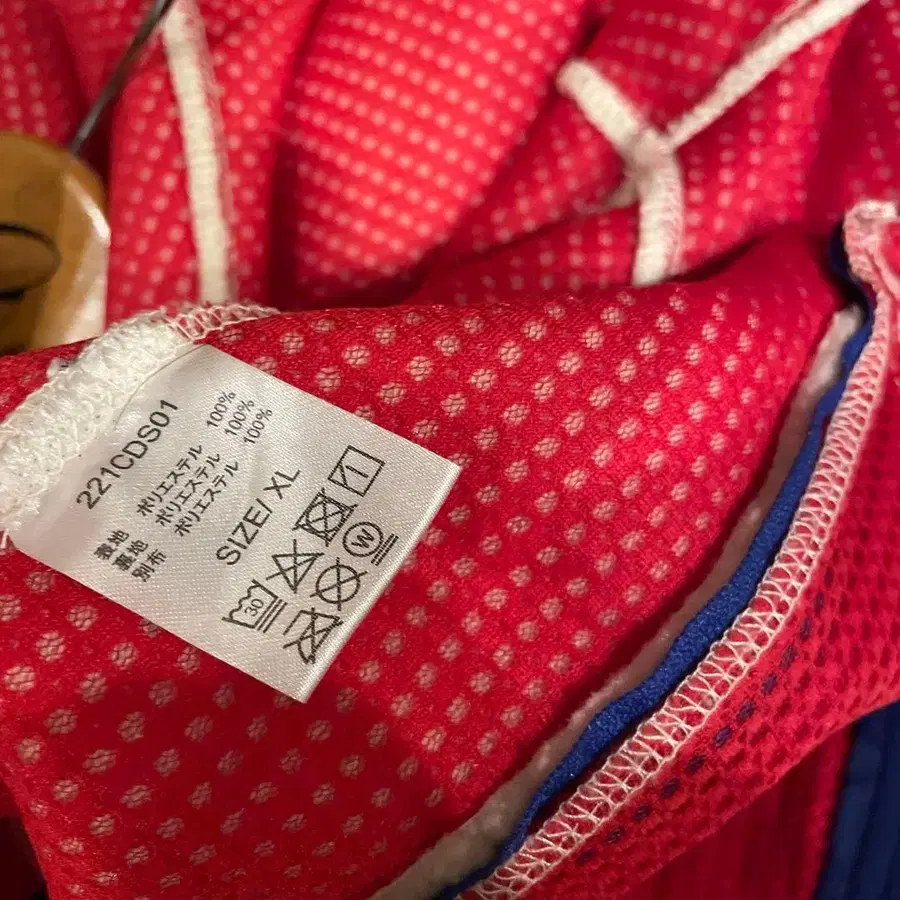 221CDS01
表地 ポリエステル 100%
裏地 ポリエステル 100%
別布 ポリエステル 100%
SIZE/ XL
30
W